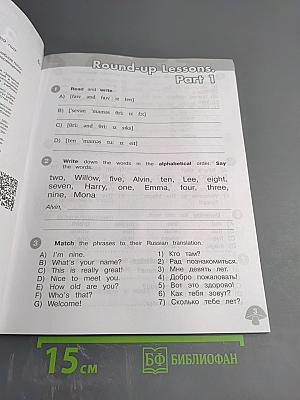 Round-up Lessons.
Part 1
1 Read and write.
A) [faɪv ənd faɪv ɪz ten]
B) [ˈsevən ˈmaɪnəs θriː ɪz fɔː]
C) [θriː ənd θriː ɪz sɪks]
D) [ten ˈmaɪnəs tuː ɪz eɪt]
2 Write down the words in the alphabetical order. Say
the words.
two, Willow, five, Alvin, ten, Lee, eight,
seven, Harry, one, Emma, four, three,
nine, Mona
Alvin,
3 Match the phrases to their Russian translation.
A) I'm nine. 1) Кто там?
B) What's your name? 2) Рад познакомиться.
C) This is really great! 3) Мне девять лет.
D) Nice to meet you. 4) Добро пожаловать!
E) How old are you? 5) Вот это здорово!
F) Who's that? 6) Как тебя зовут?
G) Welcome! 7) Сколько тебе лет?
3
15 см
БФ БИБЛИОФАН